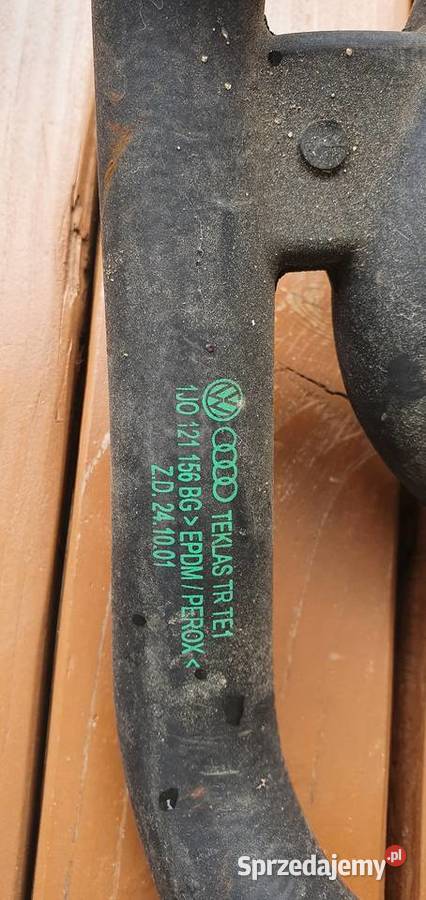 TEKLAS TR TE1
1J0 121 156 BG > EPDM / PEROX <
Z.D. 24.10.01
Sprzedajemy.pl